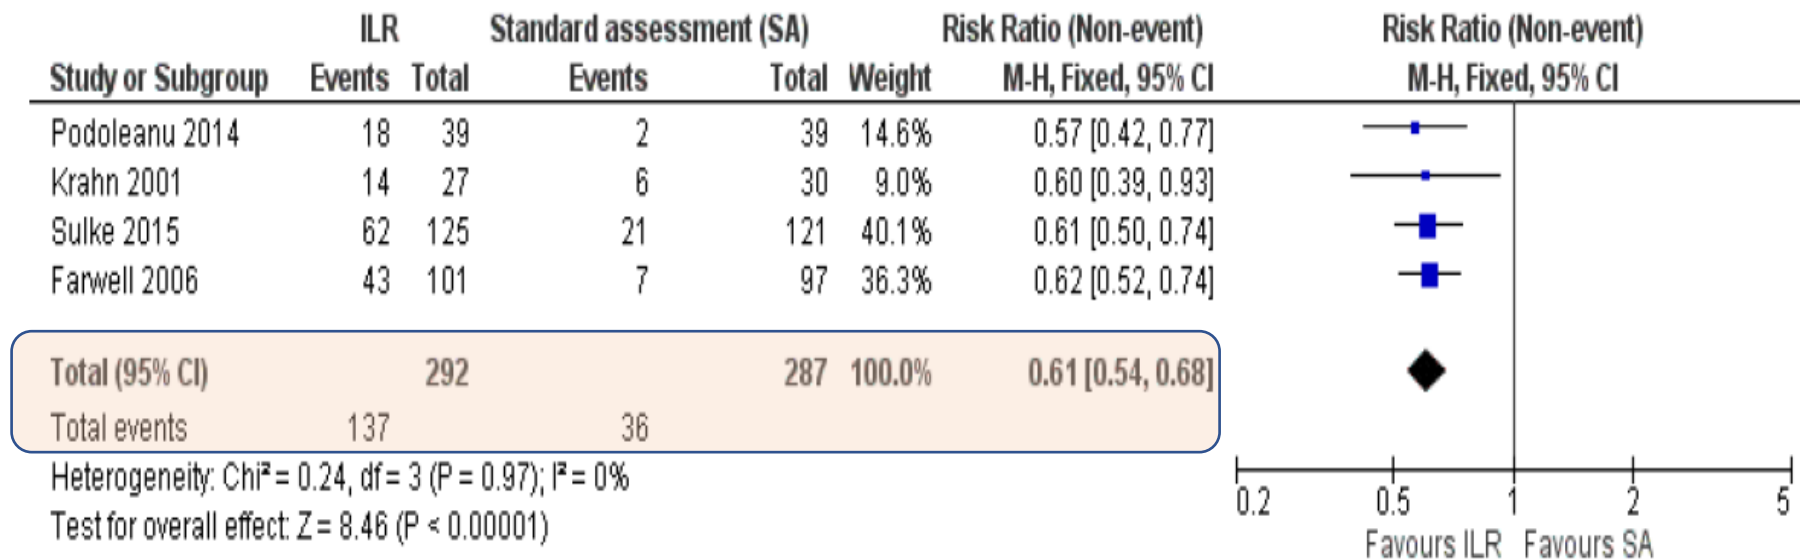 ILR Standard assessment (SA) Risk Ratio (Non-event) Risk Ratio (Non-event)
Study or Subgroup Events Total Events Total Weight M-H, Fixed, 95% CI M-H, Fixed, 95% CI
Podoleanu 2014 18 39 2 39 14.6% 0.57 [0.42, 0.77]
Krahn 2001 14 27 6 30 9.0% 0.60 [0.39, 0.93]
Sulke 2015 62 125 21 121 40.1% 0.61 [0.50, 0.74]
Farwell 2006 43 101 7 97 36.3% 0.62 [0.52, 0.74]
Total (95% CI) 292 287 100.0% 0.61 [0.54, 0.68]
Total events 137 36
Heterogeneity: Chi² = 0.24, df = 3 (P = 0.97); I² = 0%
Test for overall effect: Z = 8.46 (P < 0.00001)
0.2 0.5 1 2 5
Favours ILR Favours SA